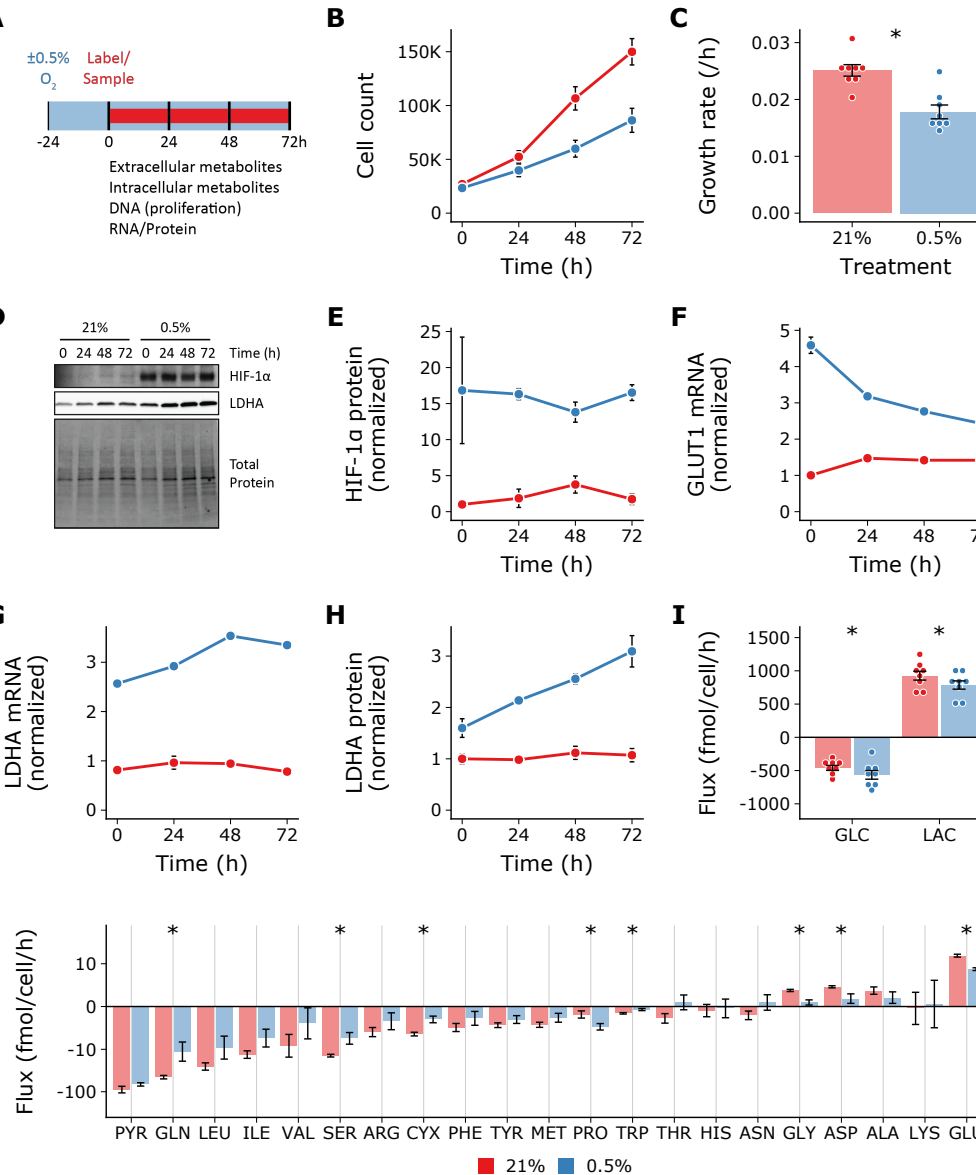 B
C
±0.5%
O2
Label/
Sample
-24
0
24
48
72h
Extracellular metabolites
Intracellular metabolites
DNA (proliferation)
RNA/Protein
Cell count
150K
100K
50K
0
0 24 48 72
Time (h)
Growth rate (/h)
0.03
0.02
0.01
0.00
*
21% 0.5%
Treatment
E
F
21% 0.5%
0 24 48 72 0 24 48 72 Time (h)
HIF-1α
LDHA
Total
Protein
HIF-1α protein
(normalized)
25
20
15
10
5
0
0 24 48 72
Time (h)
GLUT1 mRNA
(normalized)
5
4
3
2
1
0
0 24 48
Time (h)
H
I
LDHA mRNA
(normalized)
3
2
1
0
0 24 48 72
Time (h)
LDHA protein
(normalized)
3
2
1
0
0 24 48 72
Time (h)
Flux (fmol/cell/h)
1500
1000
500
0
-500
-1000
* *
GLC LAC
Flux (fmol/cell/h)
10
0
-10
-100
* * * * * * * *
PYR GLN LEU ILE VAL SER ARG CYX PHE TYR MET PRO TRP THR HIS ASN GLY ASP ALA LYS GLU
21% 0.5%